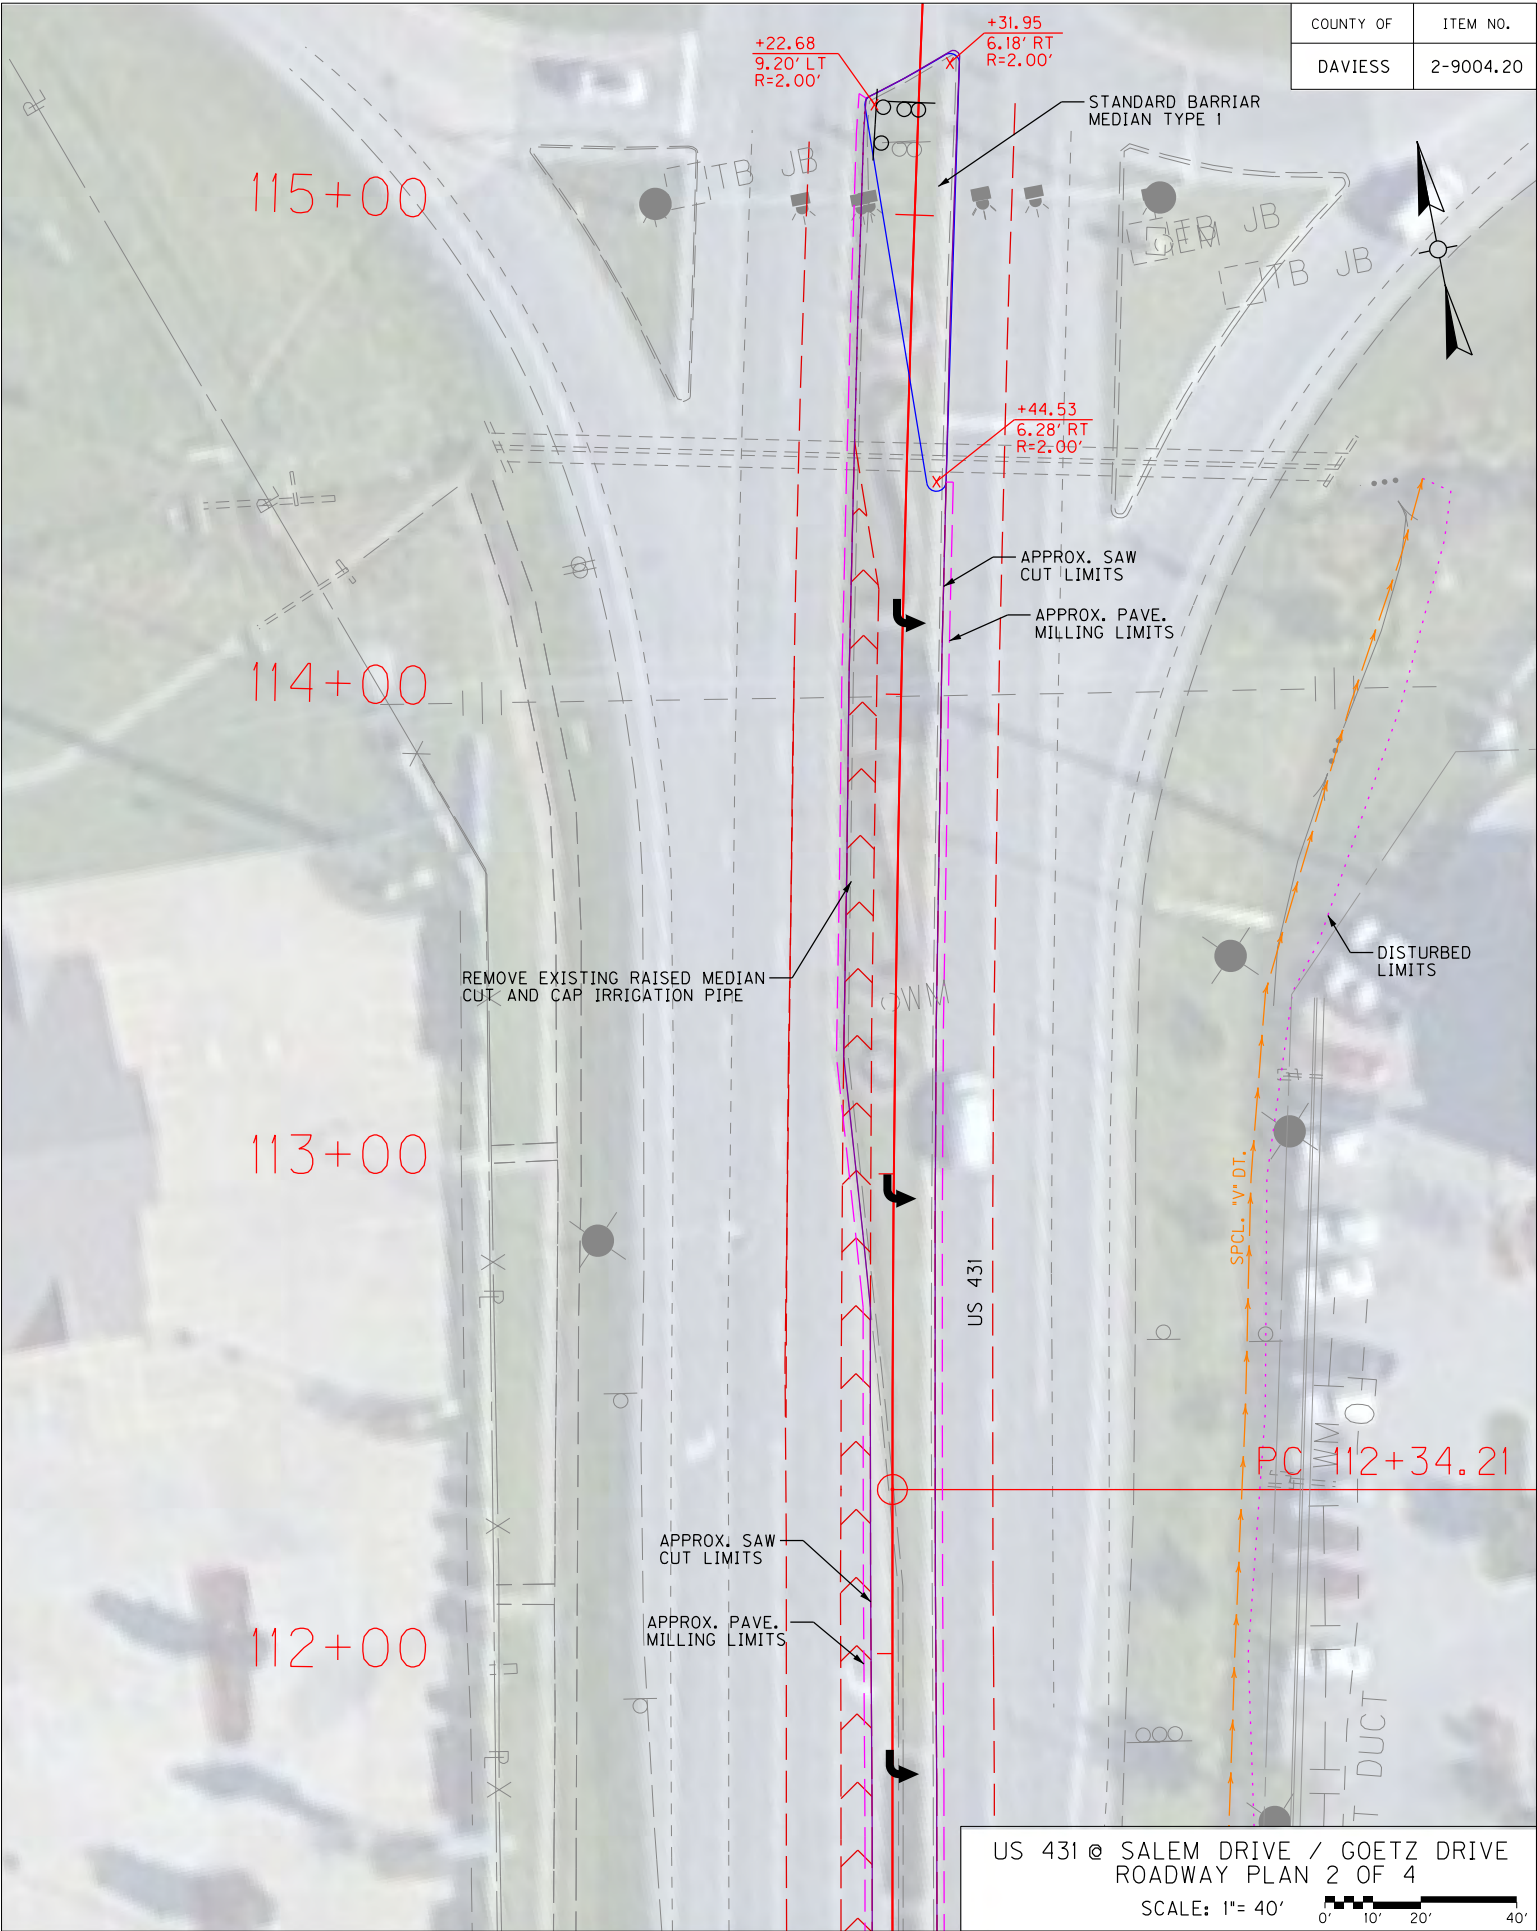 COUNTY OF
ITEM NO.
DAVIESS
2-9004.20
+22.68
9.20' LT
R=2.00'
+31.95
6.18' RT
R=2.00'
STANDARD BARRIAR
MEDIAN TYPE 1
115+00
TB JB
TB JB
SEM
TB JB
+44.53
6.28' RT
R=2.00'
APPROX. SAW
CUT LIMITS
APPROX. PAVE.
MILLING LIMITS
114+00
REMOVE EXISTING RAISED MEDIAN
CUT AND CAP IRRIGATION PIPE
WM
DISTURBED
LIMITS
113+00
SPCL. "V" DT.
US 431
PC 112+34.21
WM
FO
APPROX. SAW
CUT LIMITS
APPROX. PAVE.
MILLING LIMITS
112+00
T DUCT
US 431 @ SALEM DRIVE / GOETZ DRIVE
ROADWAY PLAN 2 OF 4
SCALE: 1"= 40'
0' 10' 20' 40'